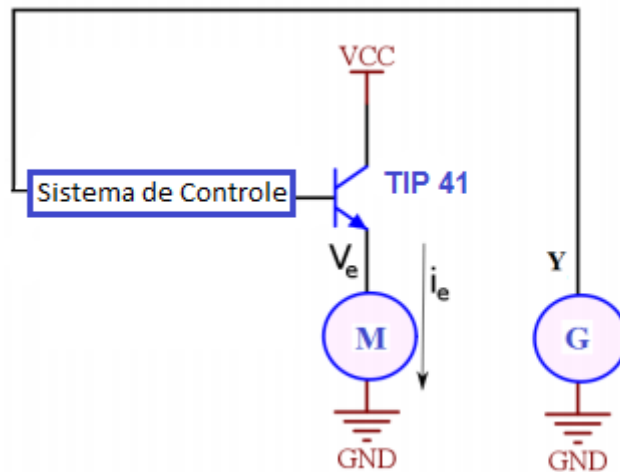 VCC
Sistema de Controle
TIP 41
Ve
ie
Y
M
G
GND
GND